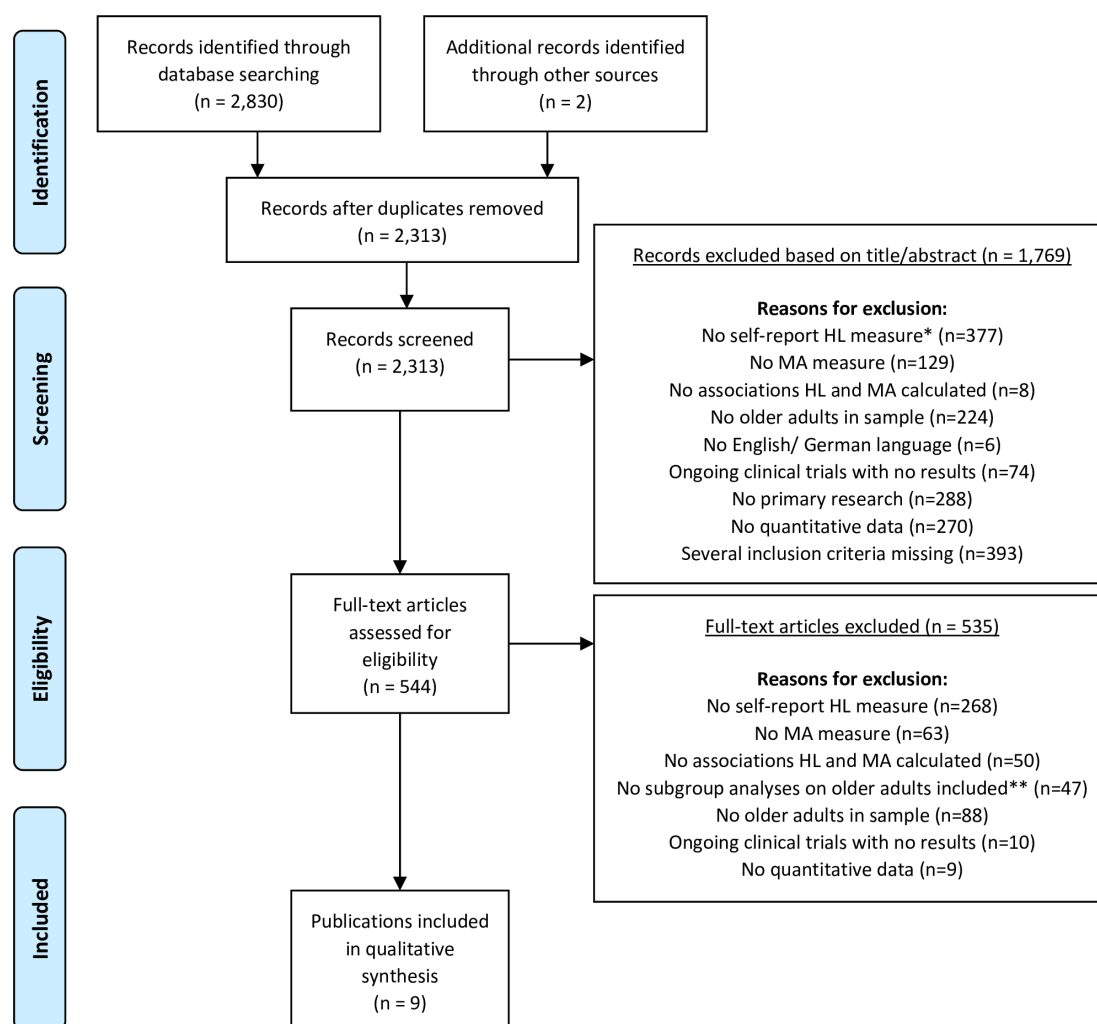 Identification
Records identified through
database searching
(n = 2,830)
Additional records identified
through other sources
(n = 2)
Records after duplicates removed
(n = 2,313)
Screening
Records screened
(n = 2,313)
Records excluded based on title/abstract (n = 1,769)
Reasons for exclusion:
No self-report HL measure* (n=377)
No MA measure (n=129)
No associations HL and MA calculated (n=8)
No older adults in sample (n=224)
No English/ German language (n=6)
Ongoing clinical trials with no results (n=74)
No primary research (n=288)
No quantitative data (n=270)
Several inclusion criteria missing (n=393)
Eligibility
Full-text articles
assessed for
eligibility
(n = 544)
Full-text articles excluded (n = 535)
Reasons for exclusion:
No self-report HL measure (n=268)
No MA measure (n=63)
No associations HL and MA calculated (n=50)
No subgroup analyses on older adults included** (n=47)
No older adults in sample (n=88)
Ongoing clinical trials with no results (n=10)
No quantitative data (n=9)
Included
Publications included
in qualitative
synthesis
(n = 9)